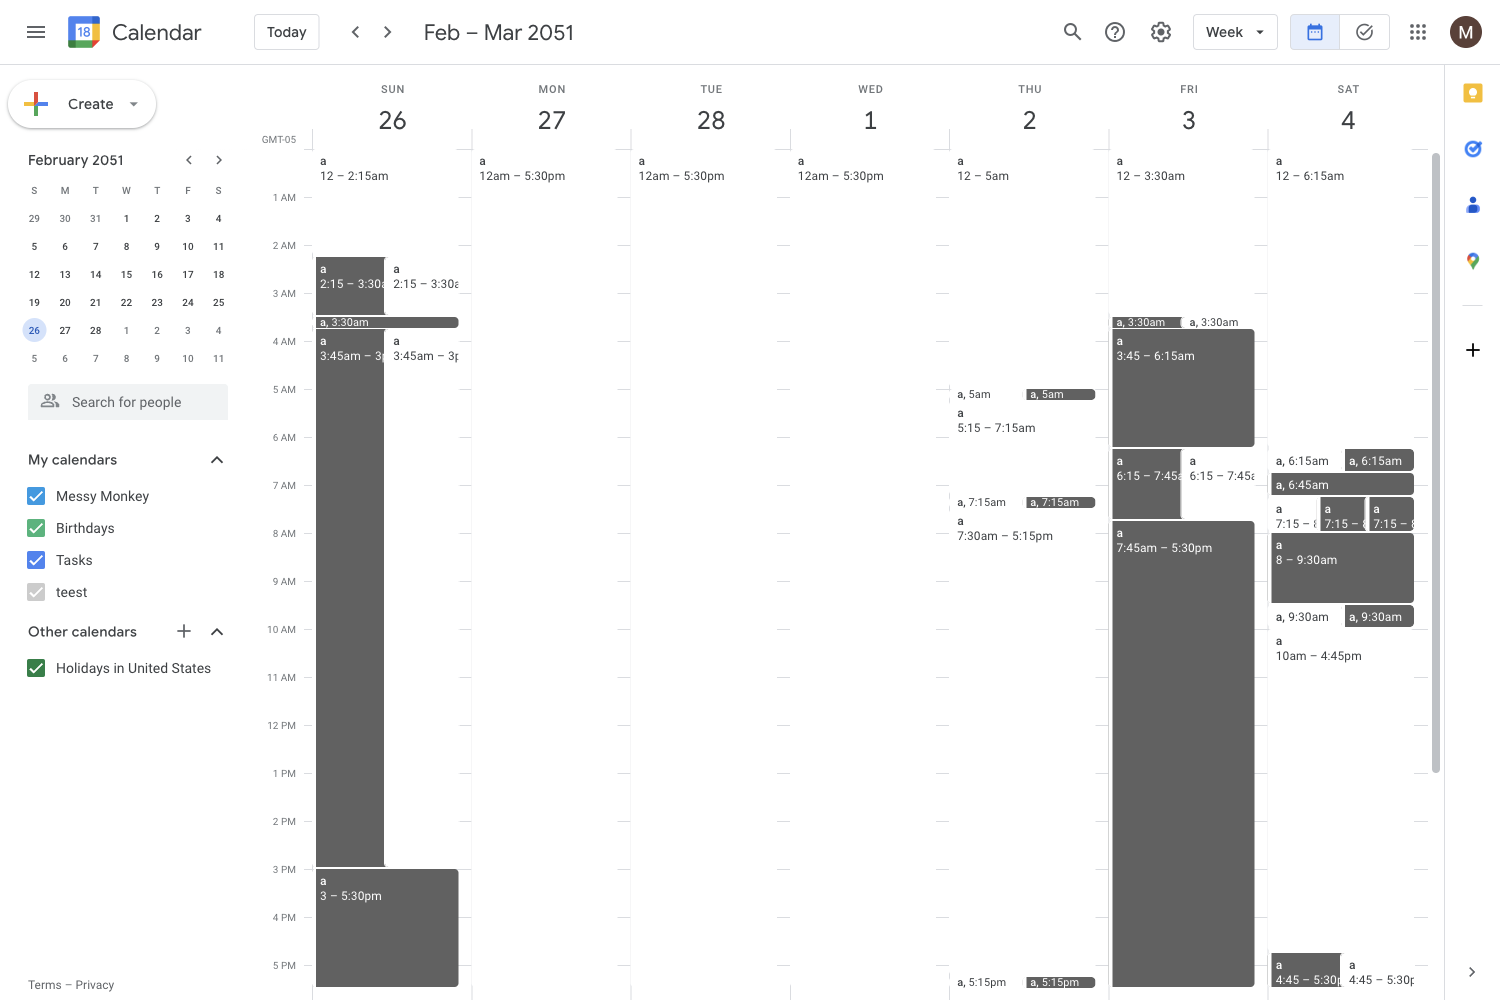 18 Calendar
Today
Feb – Mar 2051
Week
M
Create
February 2051
S M T W T F S
29 30 31 1 2 3 4
5 6 7 8 9 10 11
12 13 14 15 16 17 18
19 20 21 22 23 24 25
26 27 28 1 2 3 4
5 6 7 8 9 10 11
Search for people
My calendars
Messy Monkey
Birthdays
Tasks
teest
Other calendars
Holidays in United States
Terms – Privacy
SUN MON TUE WED THU FRI SAT
26 27 28 1 2 3 4
GMT-05
1 AM
2 AM
3 AM
4 AM
5 AM
6 AM
7 AM
8 AM
9 AM
10 AM
11 AM
12 PM
1 PM
2 PM
3 PM
4 PM
5 PM
a
12 – 2:15am
a
2:15 – 3:30a
a
2:15 – 3:30a
a, 3:30am
a
3:45am – 3p
a
3:45am – 3p
a
3 – 5:30pm
a
12am – 5:30pm
a
12am – 5:30pm
a
12am – 5:30pm
a
12 – 5am
a, 5am
a, 5am
a
5:15 – 7:15am
a, 7:15am
a, 7:15am
a
7:30am – 5:15pm
a, 5:15pm
a, 5:15pm
a
12 – 3:30am
a, 3:30am
a, 3:30am
a
3:45 – 6:15am
a
6:15 – 7:45a
a
6:15 – 7:45a
a
7:45am – 5:30pm
a
12 – 6:15am
a, 6:15am
a, 6:15am
a, 6:45am
a
7:15 – 8
a
7:15 – 8
a
7:15 – 8
a
8 – 9:30am
a, 9:30am
a, 9:30am
a
10am – 4:45pm
a
4:45 – 5:30p
a
4:45 – 5:30p